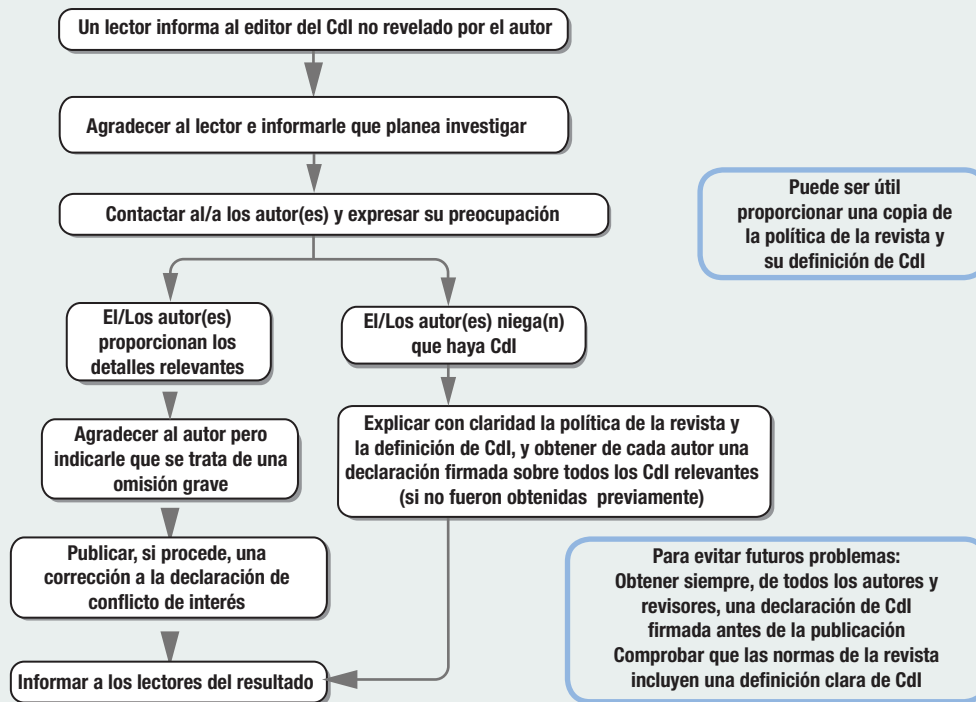 Un lector informa al editor del CdI no revelado por el autor
Agradecer al lector e informarle que planea investigar
Contactar al/a los autor(es) y expresar su preocupación
Puede ser útil
proporcionar una copia de
la política de la revista y
su definición de CdI
El/Los autor(es)
proporcionan los
detalles relevantes
El/Los autor(es) niega(n)
que haya CdI
Agradecer al autor pero
indicarle que se trata de una
omisión grave
Explicar con claridad la política de la revista y
la definición de CdI, y obtener de cada autor una
declaración firmada sobre todos los CdI relevantes
(si no fueron obtenidas previamente)
Publicar, si procede, una
corrección a la declaración de
conflicto de interés
Para evitar futuros problemas:
Obtener siempre, de todos los autores y
revisores, una declaración de CdI
firmada antes de la publicación
Comprobar que las normas de la revista
incluyen una definición clara de CdI
Informar a los lectores del resultado